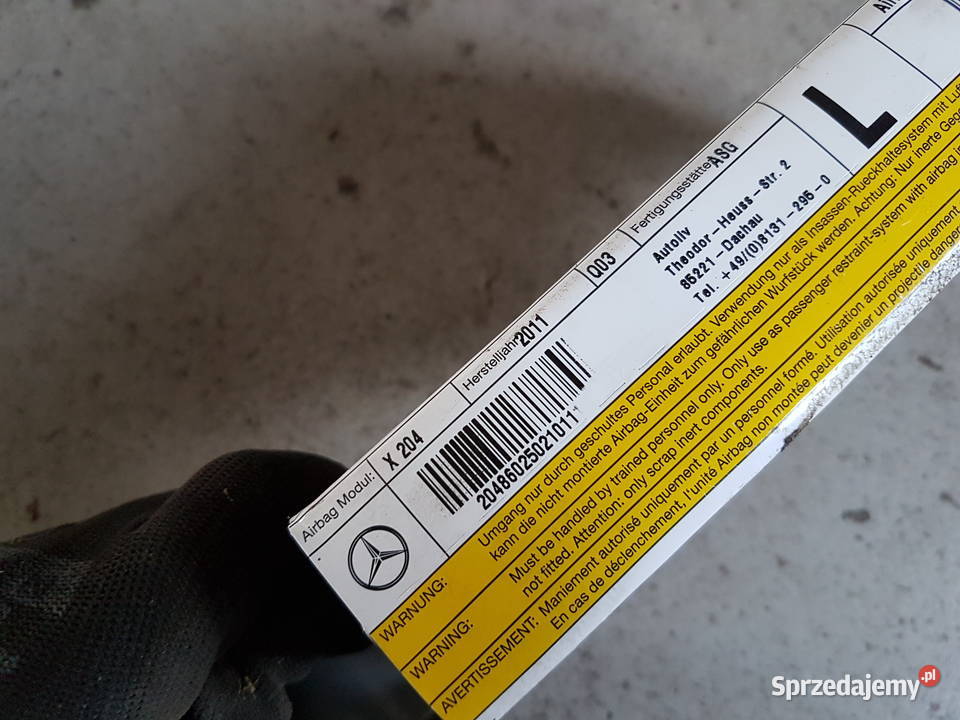 Airbag Modul: X 204
Herstelljahr 2011
Q03
Fertigungsstätte: ASG
204860250210111
Autoliv
Theodor-Heuss-Str. 2
85221-Dachau
Tel. +49/(0)8131-295-0
L
WARNUNG: Umgang nur durch geschultes Personal erlaubt. Verwendung nur als Insassen-Rueckhaltesystem mit
kann die nicht montierte Airbag-Einheit zum gefährlichen Wurfstück werden. Achtung: Nur inerte
WARNING: Must be handled by trained personnel only. Only use as passenger restraint-system with airbag
not fitted. Attention: only scrap inert components.
AVERTISSEMENT: Maniement autorisé uniquement par un personnel formé. Utilisation autorisée uniquement
En cas de déclenchement, l'unité Airbag non montée peut devenir un projectile
Sprzedajemy.pl